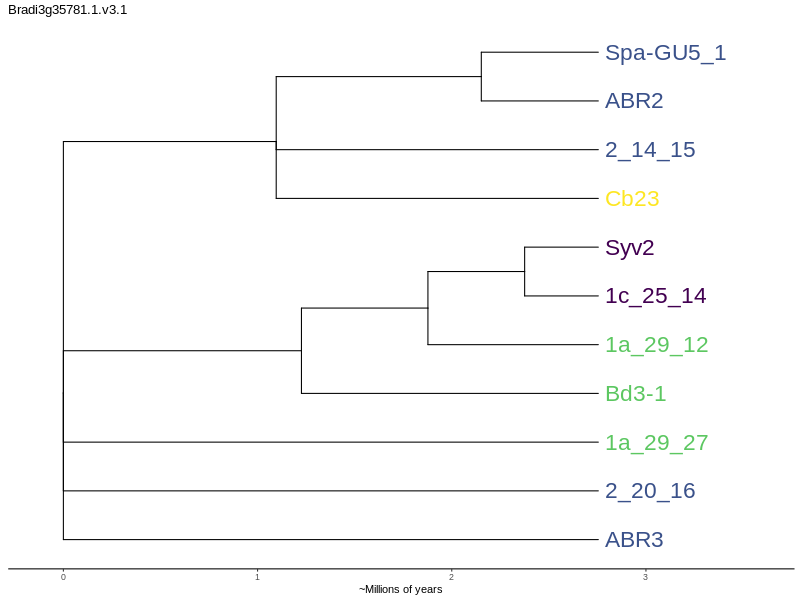 Bradi3g35781.1.v3.1
Spa-GU5_1
ABR2
2_14_15
Cb23
Syv2
1c_25_14
1a_29_12
Bd3-1
1a_29_27
2_20_16
ABR3
0 1 2 3
~Millions of years